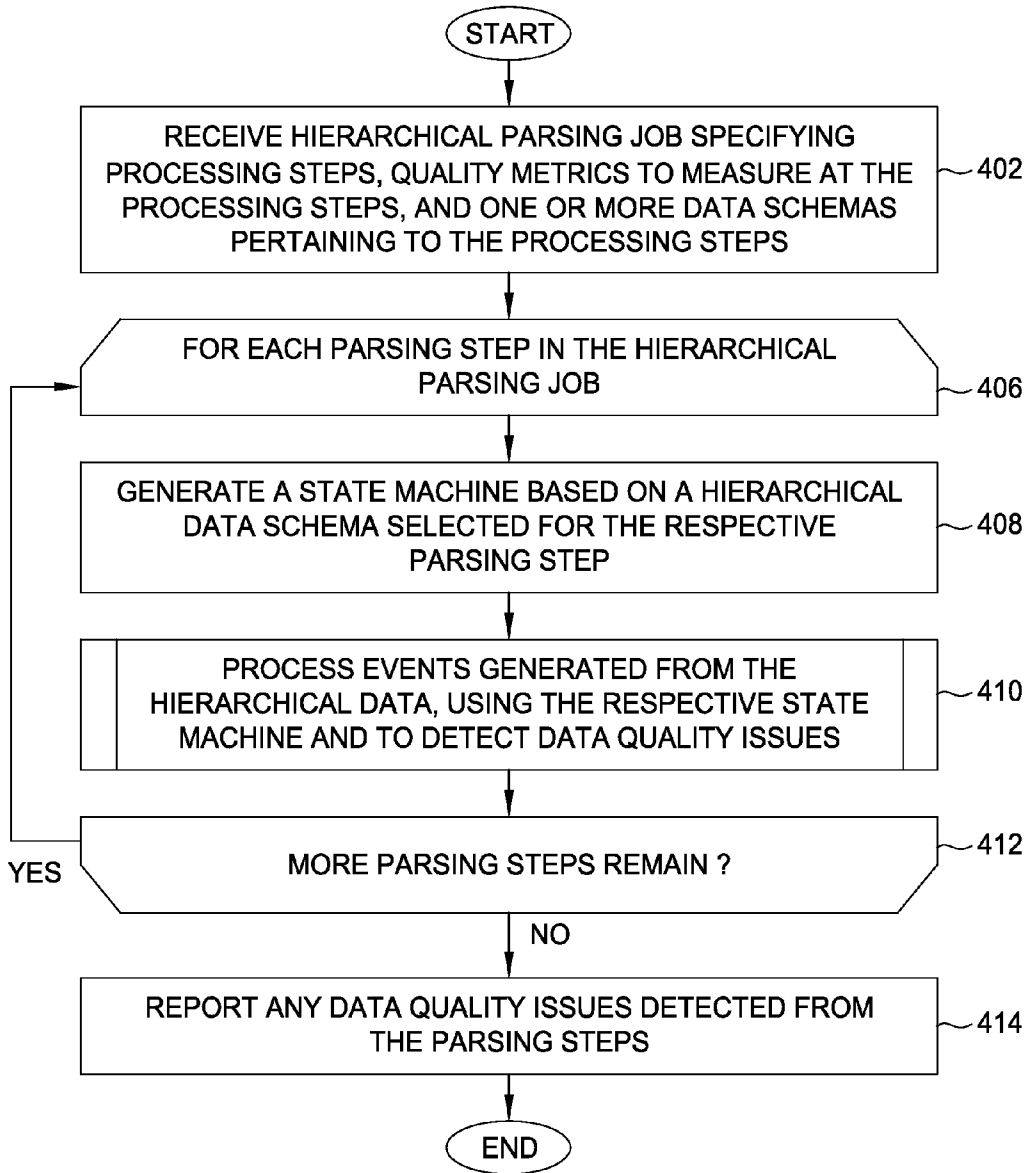 START
RECEIVE HIERARCHICAL PARSING JOB SPECIFYING
PROCESSING STEPS, QUALITY METRICS TO MEASURE AT THE
PROCESSING STEPS, AND ONE OR MORE DATA SCHEMAS
PERTAINING TO THE PROCESSING STEPS
402
FOR EACH PARSING STEP IN THE HIERARCHICAL
PARSING JOB
406
GENERATE A STATE MACHINE BASED ON A HIERARCHICAL
DATA SCHEMA SELECTED FOR THE RESPECTIVE
PARSING STEP
408
PROCESS EVENTS GENERATED FROM THE
HIERARCHICAL DATA, USING THE RESPECTIVE STATE
MACHINE AND TO DETECT DATA QUALITY ISSUES
410
MORE PARSING STEPS REMAIN ?
412
YES
NO
REPORT ANY DATA QUALITY ISSUES DETECTED FROM
THE PARSING STEPS
414
END